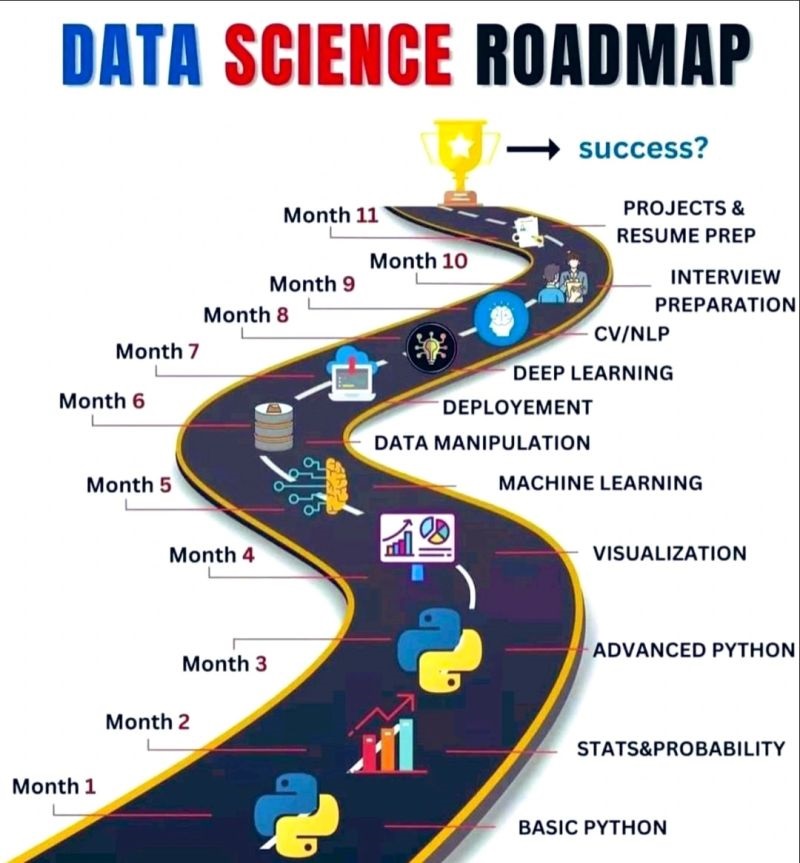 DATA SCIENCE ROADMAP
success?
Month 11
PROJECTS &
RESUME PREP
Month 10
INTERVIEW
PREPARATION
Month 9
CV/NLP
Month 8
DEEP LEARNING
Month 7
DEPLOYEMENT
Month 6
DATA MANIPULATION
Month 5
MACHINE LEARNING
Month 4
VISUALIZATION
Month 3
ADVANCED PYTHON
Month 2
STATS&PROBABILITY
Month 1
BASIC PYTHON